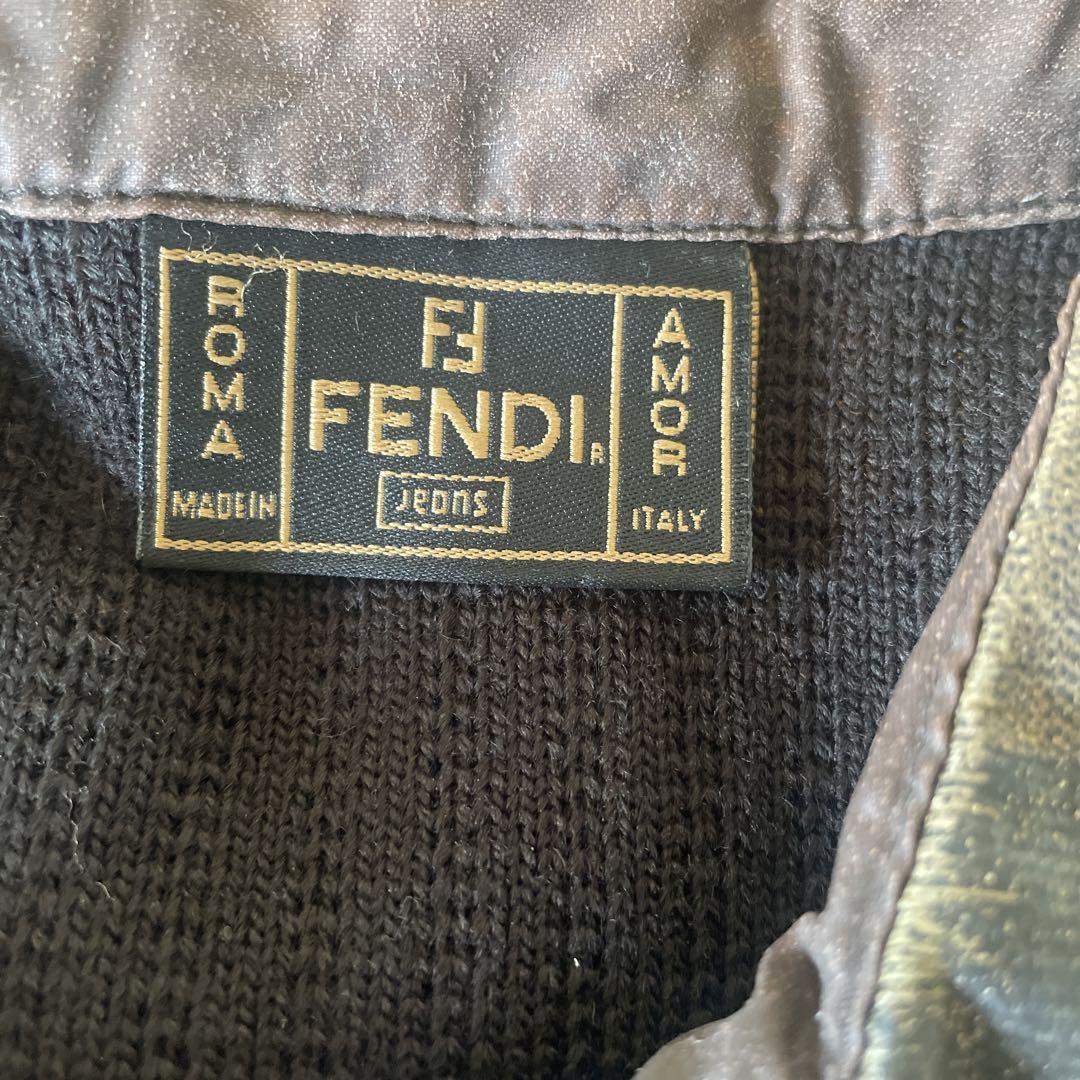 ROMA
MADE IN
FF
FENDI®
Jeans
AMOR
ITALY